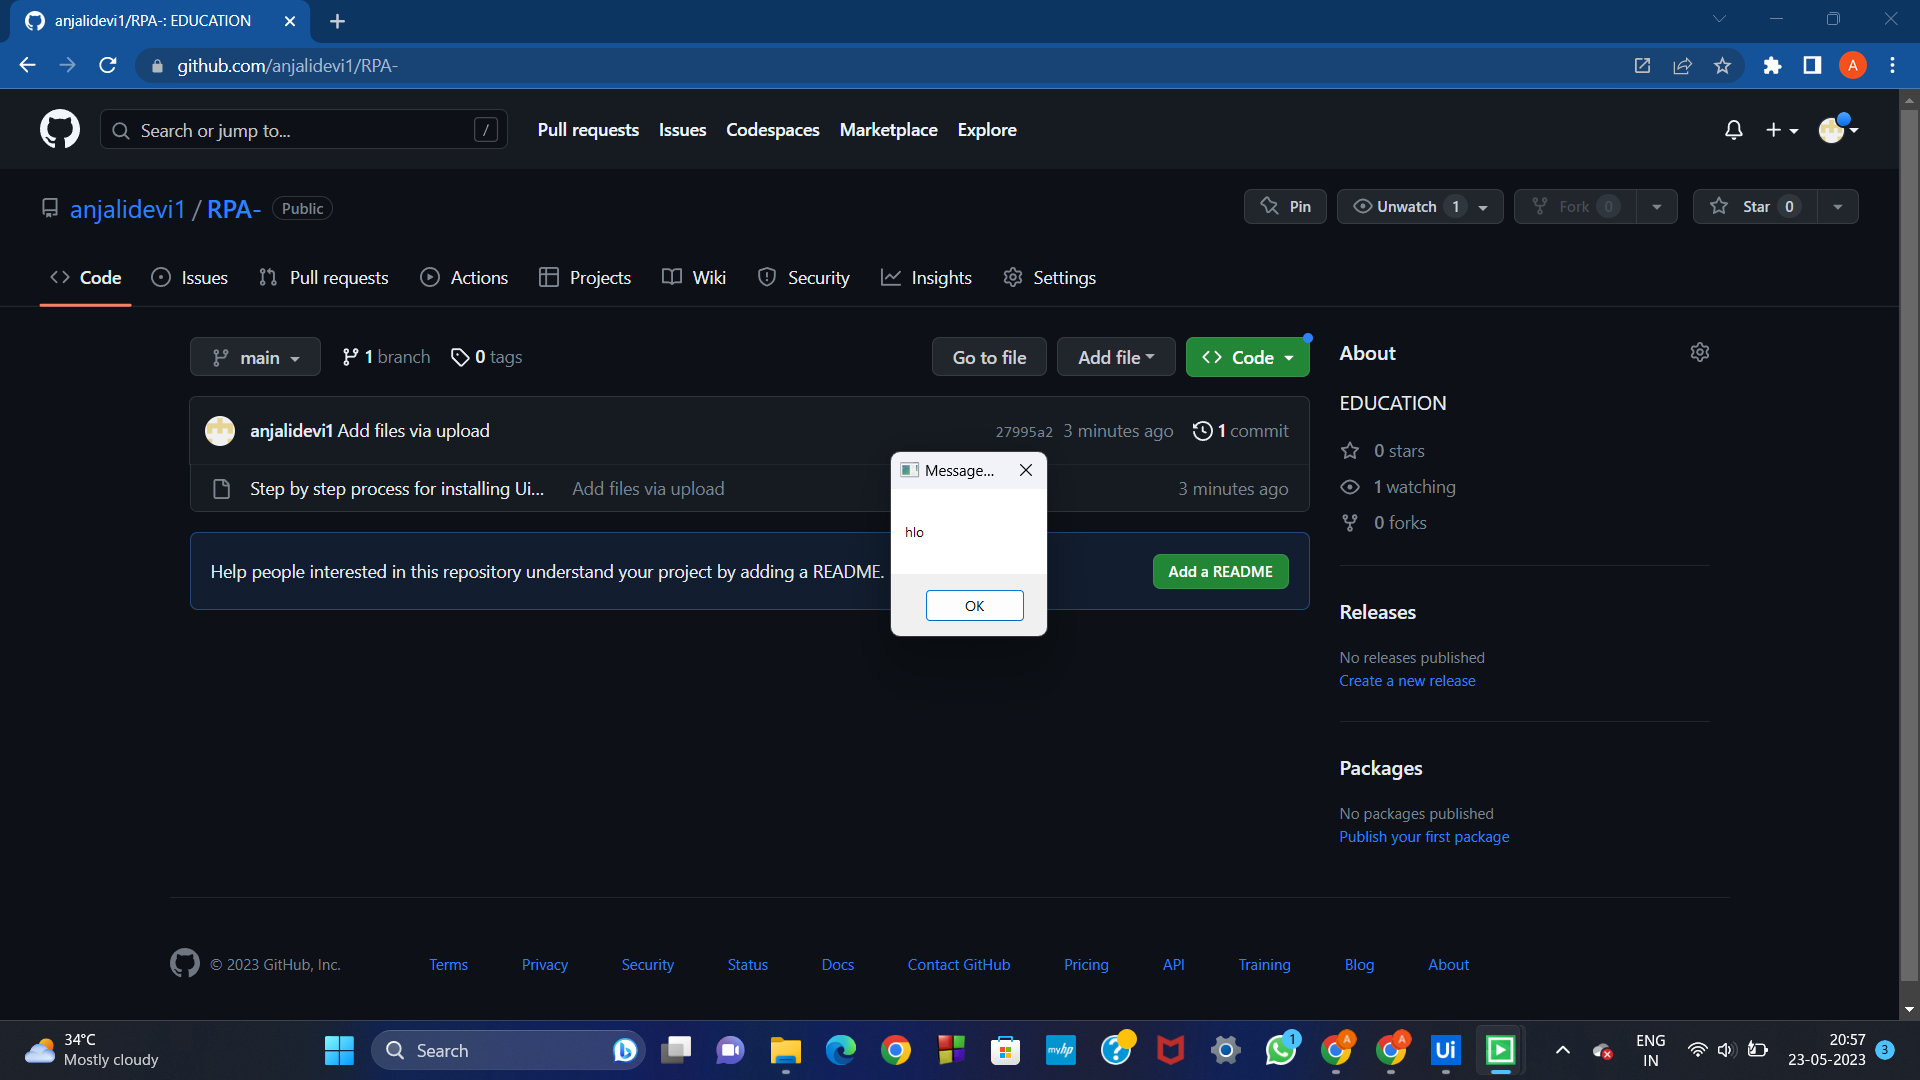 anjalidevi1/RPA-: EDUCATION
github.com/anjalidevi1/RPA-
A
Search or jump to...
/
Pull requests Issues Codespaces Marketplace Explore
anjalidevi1 / RPA- Public
Pin
Unwatch 1
Fork 0
Star 0
Code Issues Pull requests Actions Projects Wiki Security Insights Settings
main 1 branch 0 tags Go to file Add file Code
anjalidevi1 Add files via upload 27995a2 3 minutes ago 1 commit
Step by step process for installing Ui... Add files via upload 3 minutes ago
Help people interested in this repository understand your project by adding a README. Add a README
Message...
hlo
OK
About
EDUCATION
0 stars
1 watching
0 forks
Releases
No releases published
Create a new release
Packages
No packages published
Publish your first package
© 2023 GitHub, Inc. Terms Privacy Security Status Docs Contact GitHub Pricing API Training Blog About
34°C
Mostly cloudy
Search
myhp
?
1
A
A
Ui
ENG
IN
20:57
23-05-2023
3